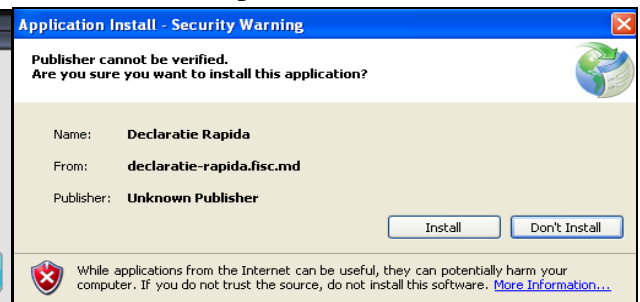 Application Install - Security Warning
Publisher cannot be verified.
Are you sure you want to install this application?
Name: Declaratie Rapida
From: declaratie-rapida.fisc.md
Publisher: Unknown Publisher
Install Don't Install
While applications from the Internet can be useful, they can potentially harm your
computer. If you do not trust the source, do not install this software. More Information...